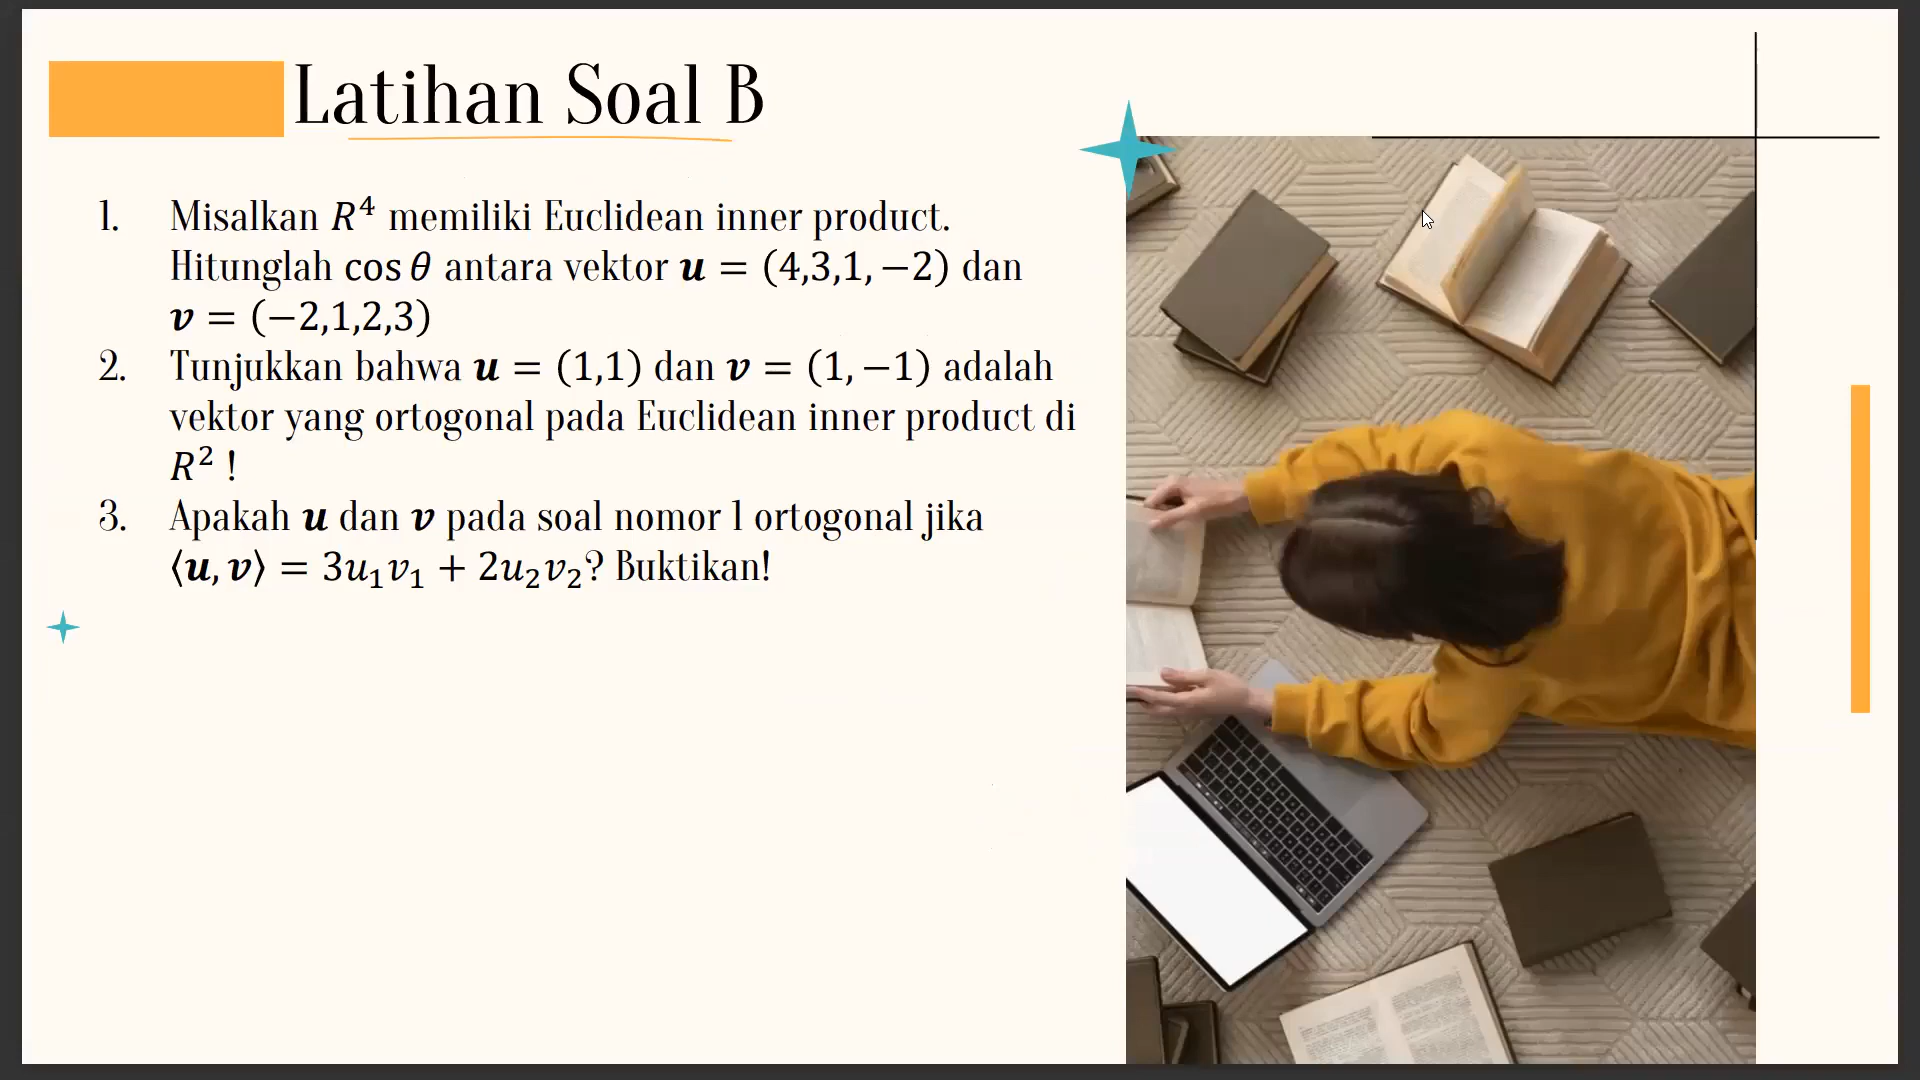 Latihan Soal B
1. Misalkan R⁴ memiliki Euclidean inner product.
Hitunglah cos θ antara vektor u = (4,3,1,−2) dan
v = (−2,1,2,3)
2. Tunjukkan bahwa u = (1,1) dan v = (1,−1) adalah
vektor yang ortogonal pada Euclidean inner product di
R² !
3. Apakah u dan v pada soal nomor 1 ortogonal jika
⟨u, v⟩ = 3u₁v₁ + 2u₂v₂? Buktikan!